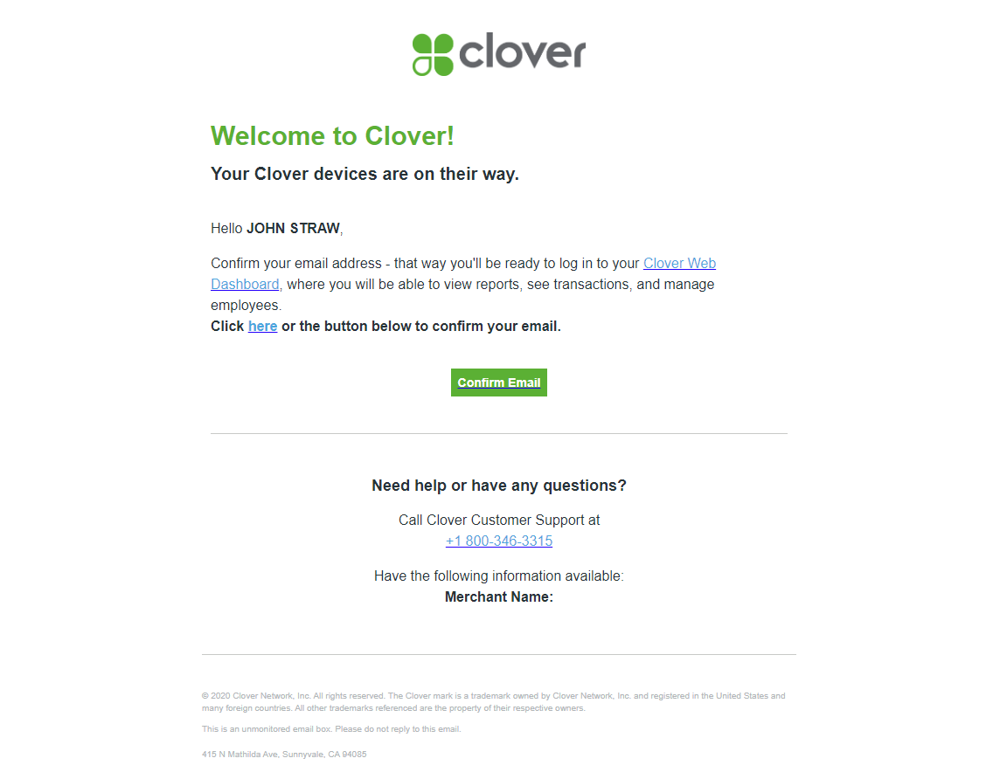 clover
Welcome to Clover!
Your Clover devices are on their way.
Hello JOHN STRAW,
Confirm your email address - that way you'll be ready to log in to your Clover Web
Dashboard, where you will be able to view reports, see transactions, and manage
employees.
Click here or the button below to confirm your email.
Confirm Email
Need help or have any questions?
Call Clover Customer Support at
+1 800-346-3315
Have the following information available:
Merchant Name:
© 2020 Clover Network, Inc. All rights reserved. The Clover mark is a trademark owned by Clover Network, Inc. and registered in the United States and
many foreign countries. All other trademarks referenced are the property of their respective owners.
This is an unmonitored email box. Please do not reply to this email.
415 N Mathilda Ave, Sunnyvale, CA 94085